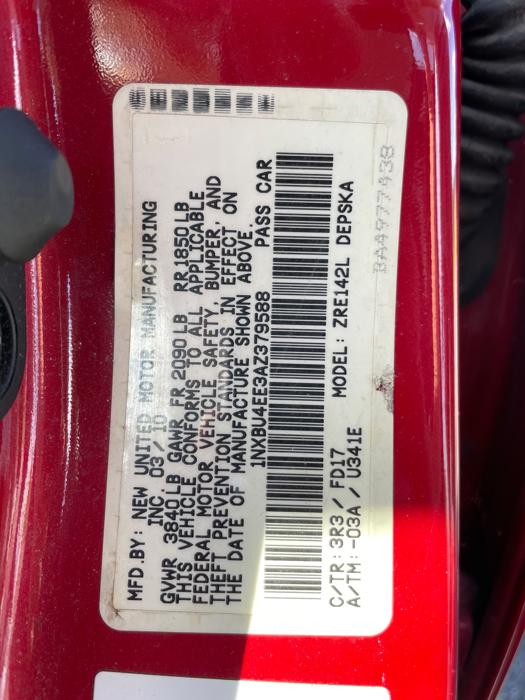 MFD.BY: NEW UNITED MOTOR MANUFACTURING
INC. 03/10
GVWR 3840LB GAWR FR 2090LB RR 1850LB
THIS VEHICLE CONFORMS TO ALL APPLICABLE
FEDERAL MOTOR VEHICLE SAFETY, BUMPER, AND
THEFT PREVENTION STANDARDS IN EFFECT ON
THE DATE OF MANUFACTURE SHOWN ABOVE.
1NXBU4EE3AZ379588 PASS CAR
C/TR: 3R3 / FD17 MODEL: ZRE142L DEPSKA
A/TM: -03A / U341E